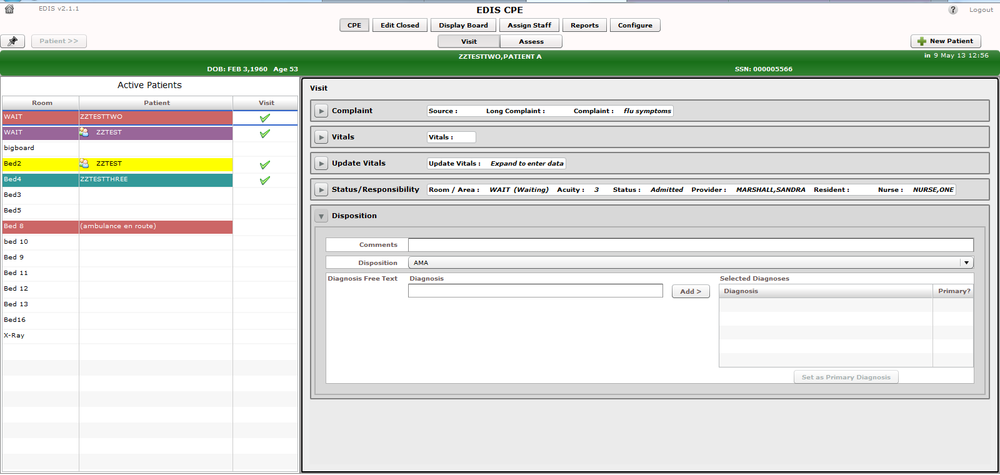 EDIS v2.1.1
EDIS CPE
? Logout
CPE Edit Closed Display Board Assign Staff Reports Configure
Patient >> Visit Assess New Patient
ZZTESTTWO,PATIENT A in 9 May 13 12:56
DOB: FEB 3,1960 Age 53 SSN: 000005566
Active Patients
Room Patient Visit
WAIT ZZTESTTWO
WAIT ZZTEST
bigboard
Bed2 ZZTEST
Bed4 ZZTESTTHREE
Bed3
Bed5
Bed 8 (ambulance en route)
bed 10
Bed 9
Bed 11
Bed 12
Bed 13
Bed16
X-Ray
Visit
Complaint Source : Long Complaint : Complaint : flu symptoms
Vitals Vitals :
Update Vitals Update Vitals : Expand to enter data
Status/Responsibility Room / Area : WAIT (Waiting) Acuity : 3 Status : Admitted Provider : MARSHALL,SANDRA Resident : Nurse : NURSE,ONE
Disposition
Comments
Disposition AMA
Diagnosis Free Text Diagnosis Selected Diagnoses
Add > Diagnosis Primary?
Set as Primary Diagnosis